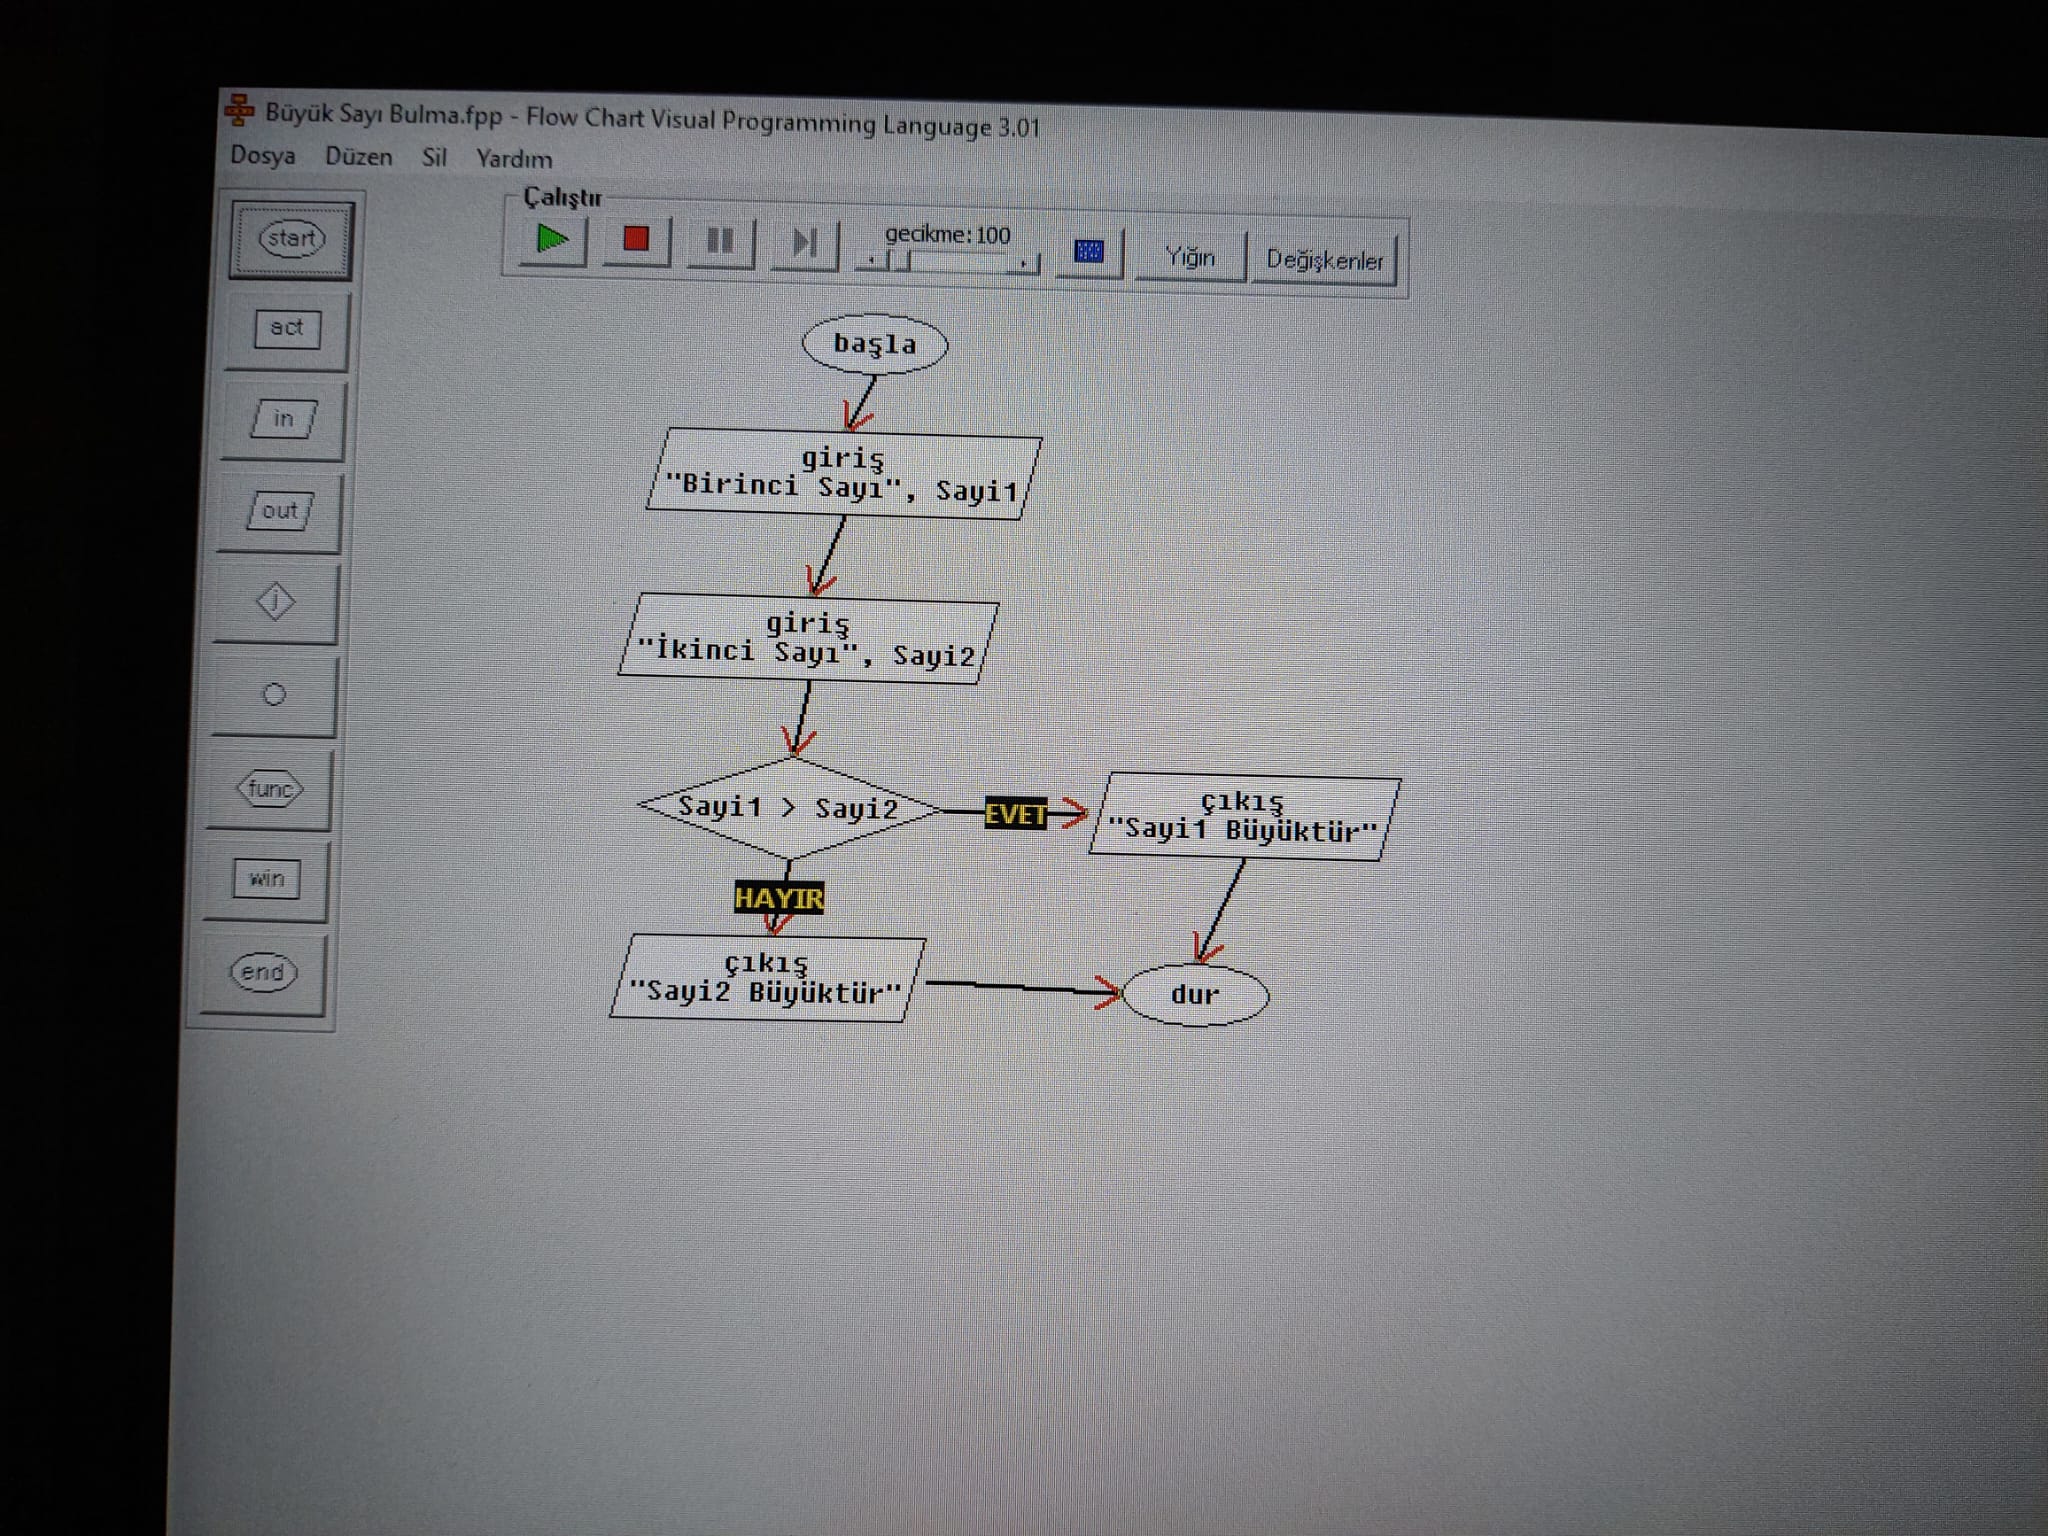 Büyük Sayı Bulma.fpp - Flow Chart Visual Programming Language 3.01
Dosya Düzen Sil Yardım
Çalıştır
gecikme:100
Yığın
Değişkenler
start
act
in
out
j
func
win
end
başla
giriş
"Birinci Sayı", Sayi1
giriş
"İkinci Sayı", Sayi2
Sayi1 > Sayi2
EVET
çıkış
"Sayi1 Büyüktür"
HAYIR
çıkış
"Sayi2 Büyüktür"
dur